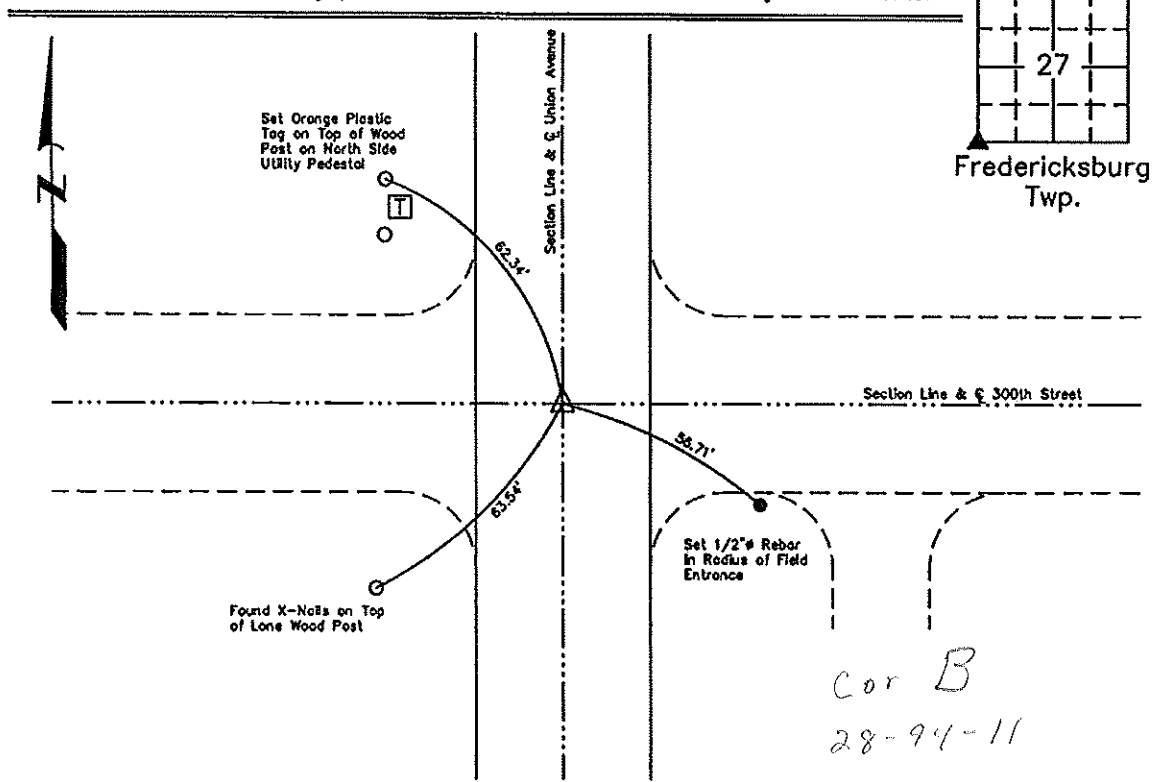 27
Fredericksburg
Twp.
Section Line & ℄ Union Avenue
Set Orange Plastic
Tag on Top of Wood
Post on North Side
Utility Pedestal
T
N
62.34'
Section Line & ℄ 300th Street
63.54'
Set 1/2"ø Rebar
in Radius of Field
Entrance
Found X-Nails on Top
of Lone Wood Post
Cor B
28-94-11